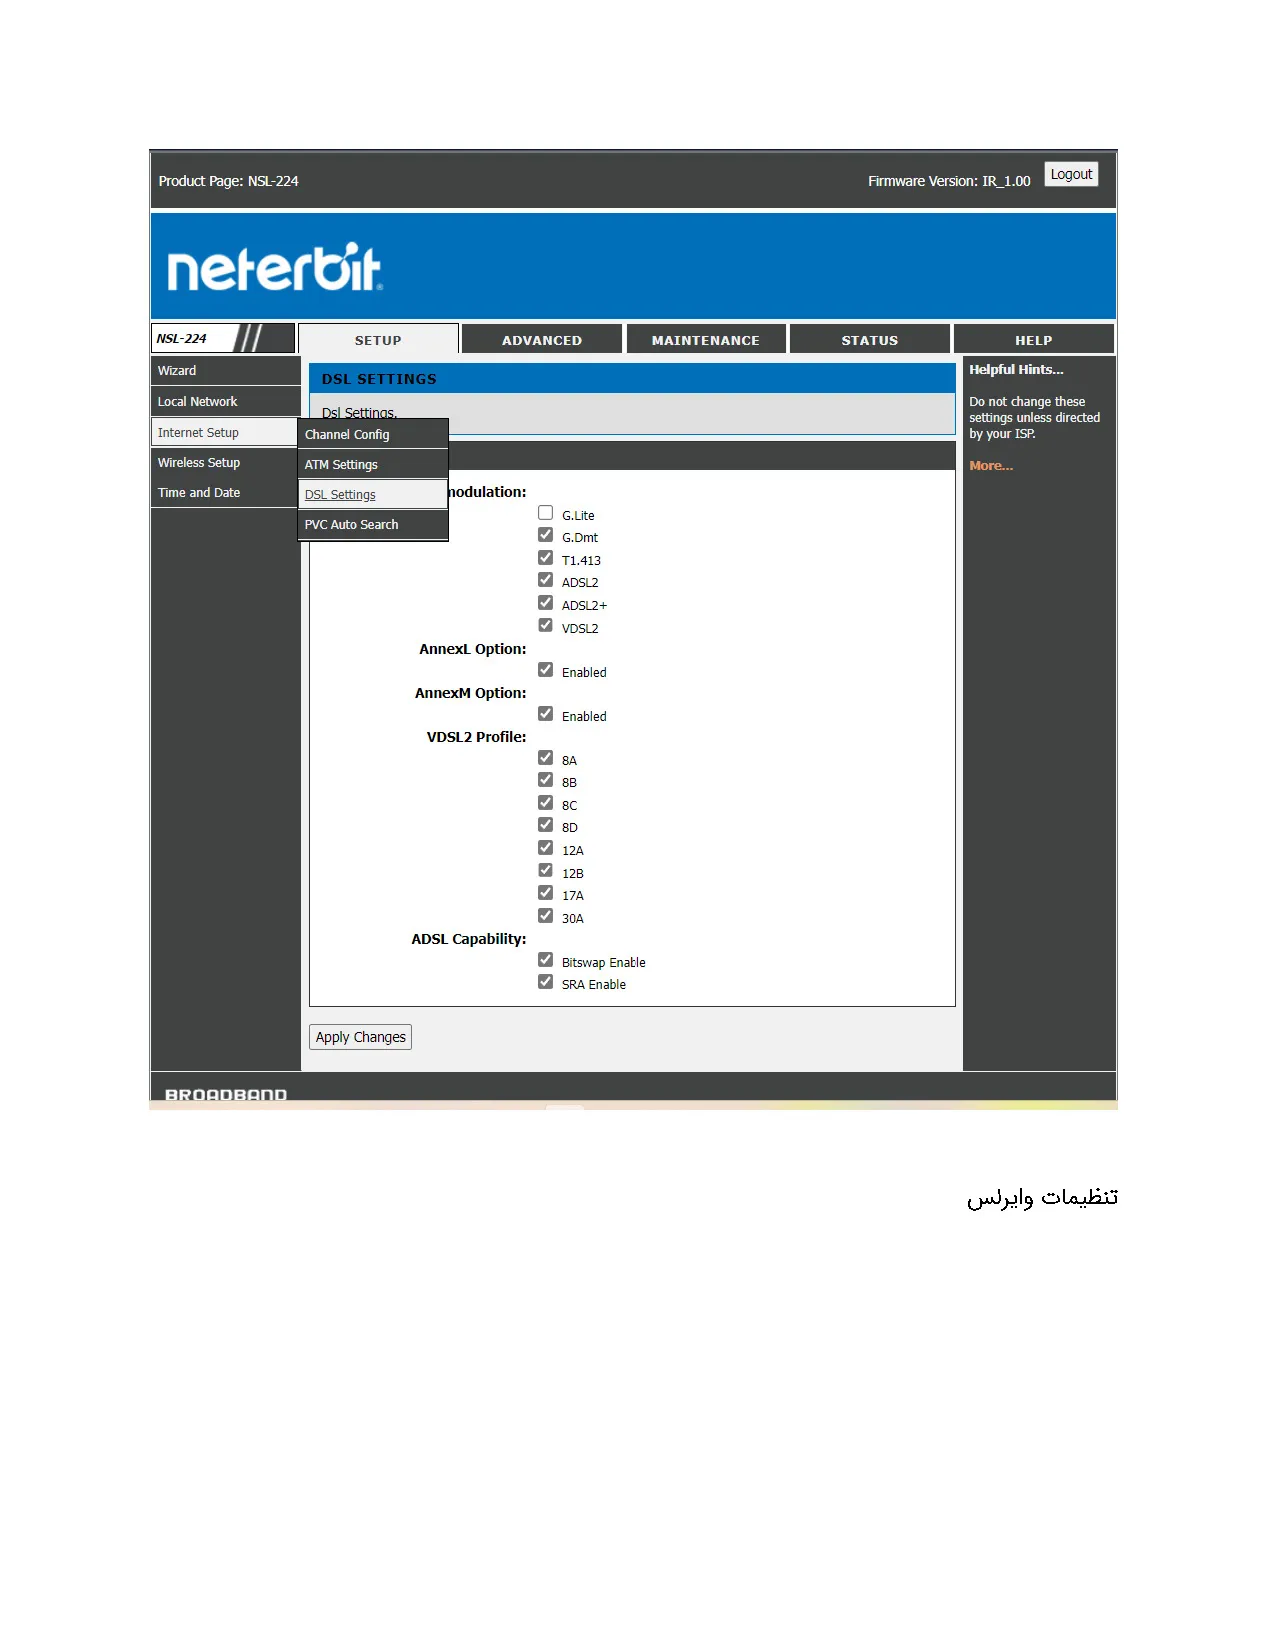 Product Page: NSL-224
Firmware Version: IR_1.00
Logout
neterbit
NSL-224
SETUP
ADVANCED
MAINTENANCE
STATUS
HELP
Wizard
Local Network
Internet Setup
Wireless Setup
Time and Date
Channel Config
ATM Settings
DSL Settings
PVC Auto Search
DSL SETTINGS
Dsl Settings.
modulation:
G.Lite
G.Dmt
T1.413
ADSL2
ADSL2+
VDSL2
AnnexL Option:
Enabled
AnnexM Option:
Enabled
VDSL2 Profile:
8A
8B
8C
8D
12A
12B
17A
30A
ADSL Capability:
Bitswap Enable
SRA Enable
Apply Changes
Helpful Hints...
Do not change these
settings unless directed
by your ISP.
More...
BROADBAND
تنظیمات وایرلس